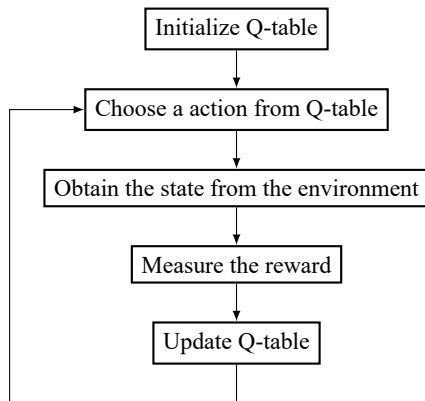 Initialize Q-table
Choose a action from Q-table
Obtain the state from the environment
Measure the reward
Update Q-table